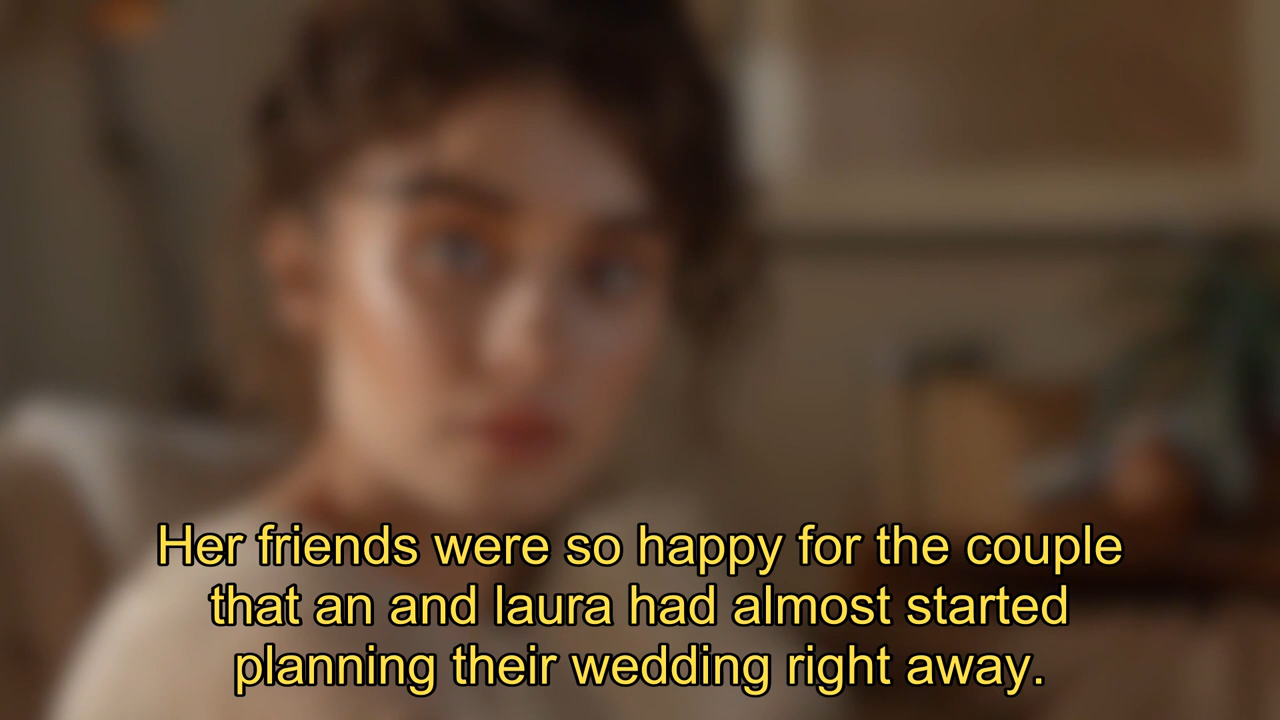 Her friends were so happy for the couple
that an and laura had almost started
planning their wedding right away.